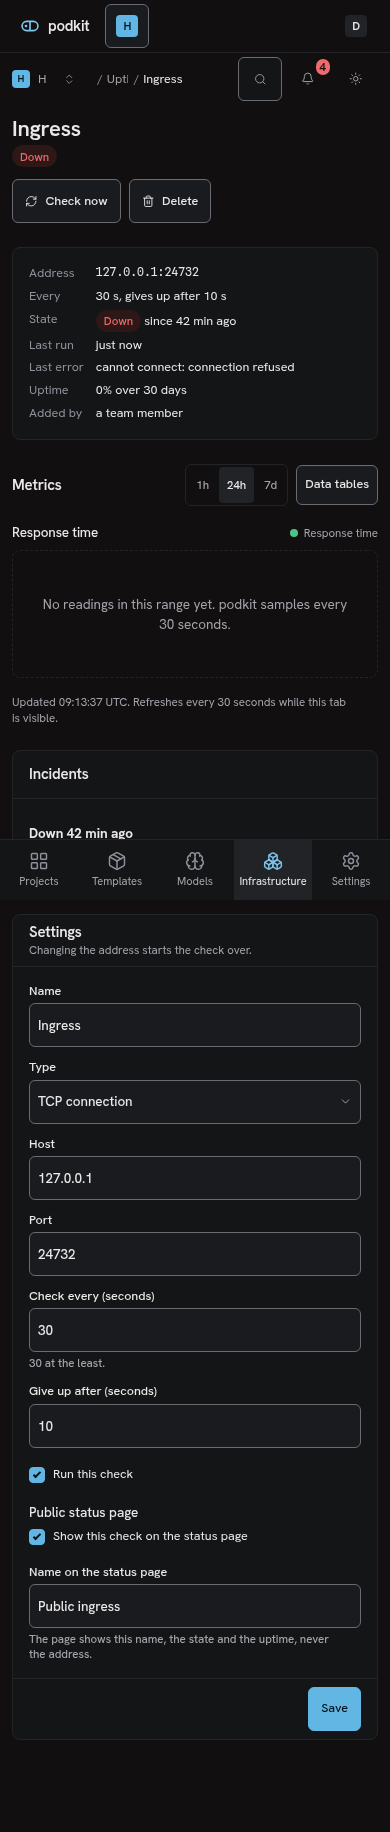 podkit
H
D
H
H
/ Upti / Ingress
4
Ingress
Down
Check now
Delete
Address 127.0.0.1:24732
Every 30 s, gives up after 10 s
State Down since 42 min ago
Last run just now
Last error cannot connect: connection refused
Uptime 0% over 30 days
Added by a team member
Metrics
1h 24h 7d
Data tables
Response time
Response time
No readings in this range yet. podkit samples every
30 seconds.
Updated 09:13:37 UTC. Refreshes every 30 seconds while this tab
is visible.
Incidents
Down 42 min ago
Projects
Templates
Models
Infrastructure
Settings
Settings
Changing the address starts the check over.
Name
Ingress
Type
TCP connection
Host
127.0.0.1
Port
24732
Check every (seconds)
30
30 at the least.
Give up after (seconds)
10
Run this check
Public status page
Show this check on the status page
Name on the status page
Public ingress
The page shows this name, the state and the uptime, never
the address.
Save